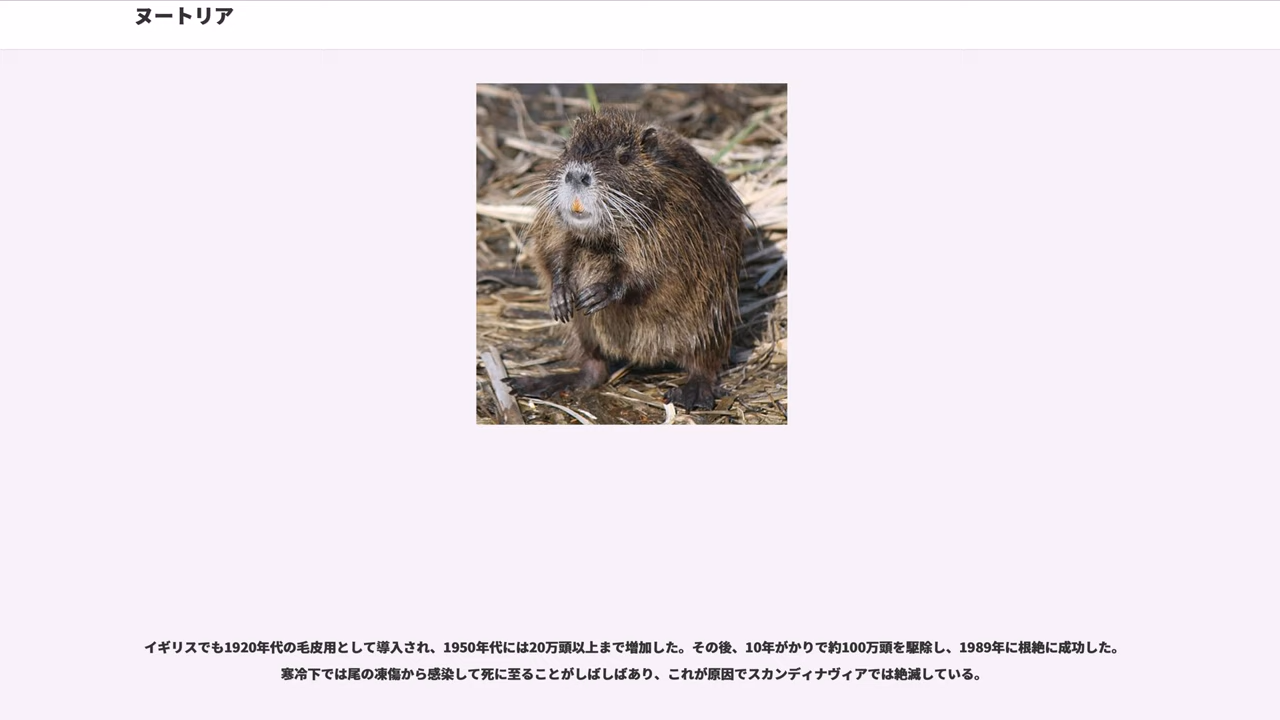 ヌートリア
イギリスでも1920年代の毛皮用として導入され、1950年代には20万頭以上まで増加した。その後、10年がかりで約100万頭を駆除し、1989年に根絶に成功した。
寒冷下では尾の凍傷から感染して死に至ることがしばしばあり、これが原因でスカンディナヴィアでは絶滅している。